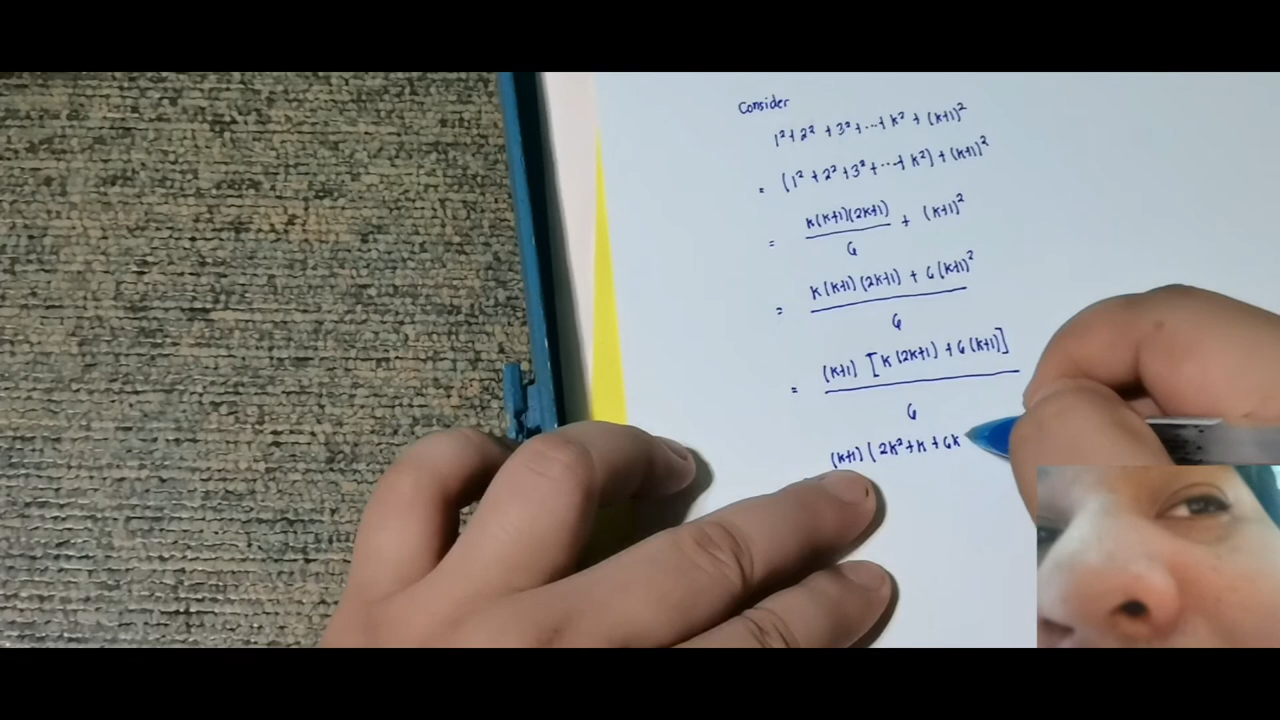 Consider
1² + 2² + 3² + ... + k² + (k+1)²
= (1² + 2² + 3² + ... + k²) + (k+1)²
= k(k+1)(2k+1)/6 + (k+1)²
= k(k+1)(2k+1) + 6(k+1)²/6
= (k+1) [k(2k+1) + 6(k+1)]/6
(k+1) (2k² + k + 6k